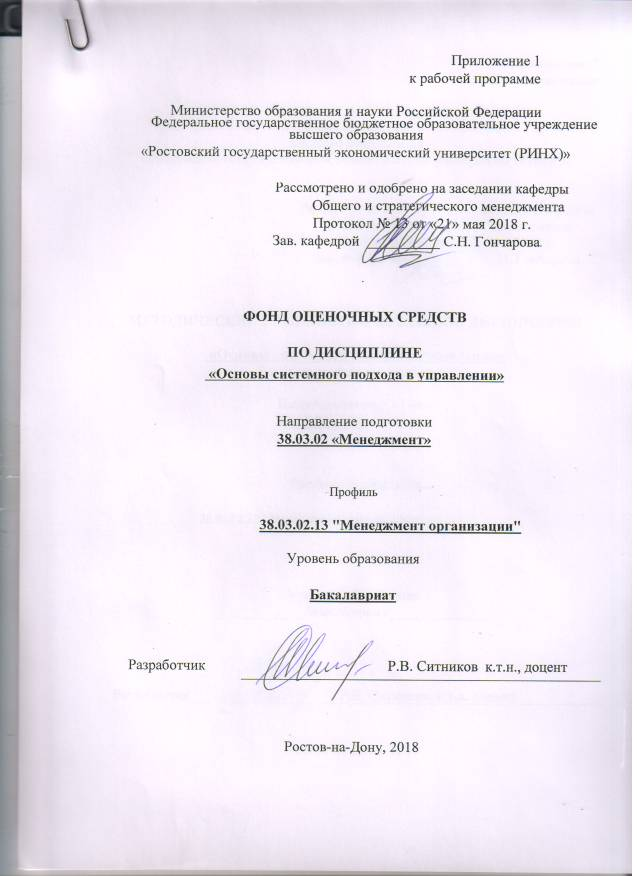 Приложение 1
к рабочей программе
Министерство образования и науки Российской Федерации
Федеральное государственное бюджетное образовательное учреждение
высшего образования
«Ростовский государственный экономический университет (РИНХ)»
Рассмотрено и одобрено на заседании кафедры
Общего и стратегического менеджмента
Протокол № 13 от «21» мая 2018 г.
Зав. кафедрой С.Н. Гончарова
ФОНД ОЦЕНОЧНЫХ СРЕДСТВ
ПО ДИСЦИПЛИНЕ
«Основы системного подхода в управлении»
Направление подготовки
38.03.02 «Менеджмент»
Профиль
38.03.02.13 "Менеджмент организации"
Уровень образования
Бакалавриат
Разработчик Р.В. Ситников к.т.н., доцент
Ростов-на-Дону, 2018